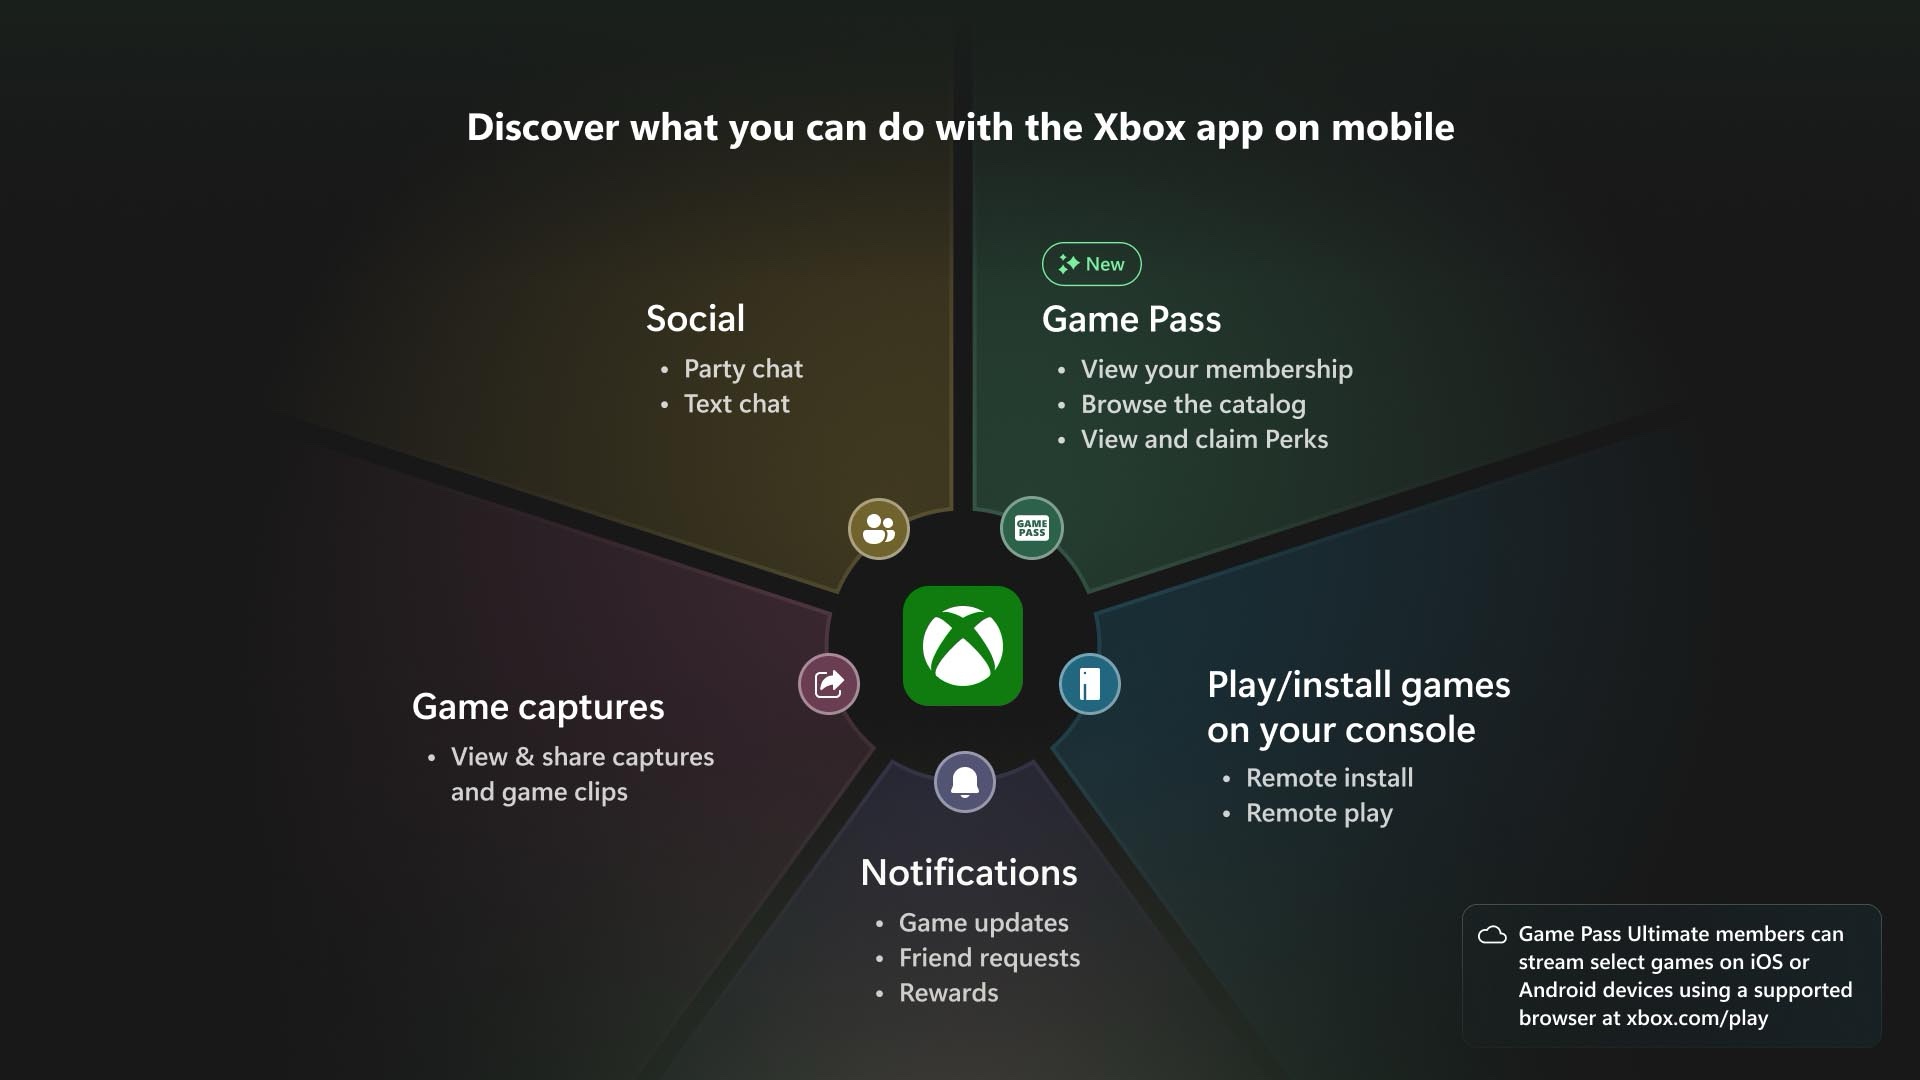 Discover what you can do with the Xbox app on mobile
Social
• Party chat
• Text chat
New
Game Pass
• View your membership
• Browse the catalog
• View and claim Perks
GAME
PASS
Game captures
• View & share captures
and game clips
Play/install games
on your console
• Remote install
• Remote play
Notifications
• Game updates
• Friend requests
• Rewards
Game Pass Ultimate members can
stream select games on iOS or
Android devices using a supported
browser at xbox.com/play